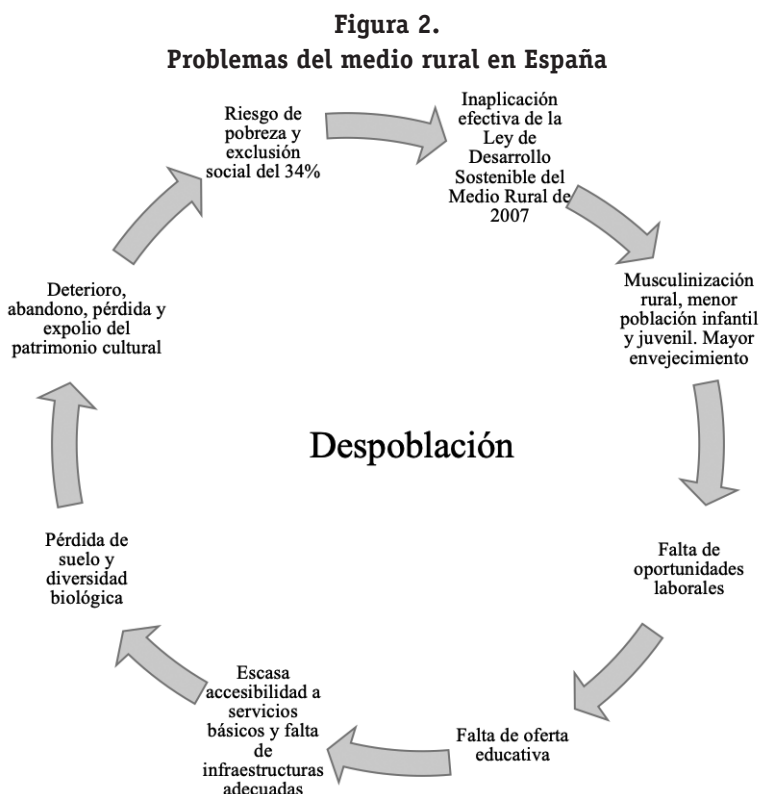 Figura 2.
Problemas del medio rural en España
Riesgo de
pobreza y
exclusión
social del 34%
Inaplicación
efectiva de la
Ley de
Desarrollo
Sostenible del
Medio Rural de
2007
Musculinización
rural, menor
población infantil
y juvenil. Mayor
envejecimiento
Falta de
oportunidades
laborales
Falta de oferta
educativa
Escasa
accesibilidad a
servicios
básicos y falta
de
infraestructuras
adecuadas
Pérdida de
suelo y
diversidad
biológica
Deterioro,
abandono, pérdida y
expolio del
patrimonio cultural
Despoblación